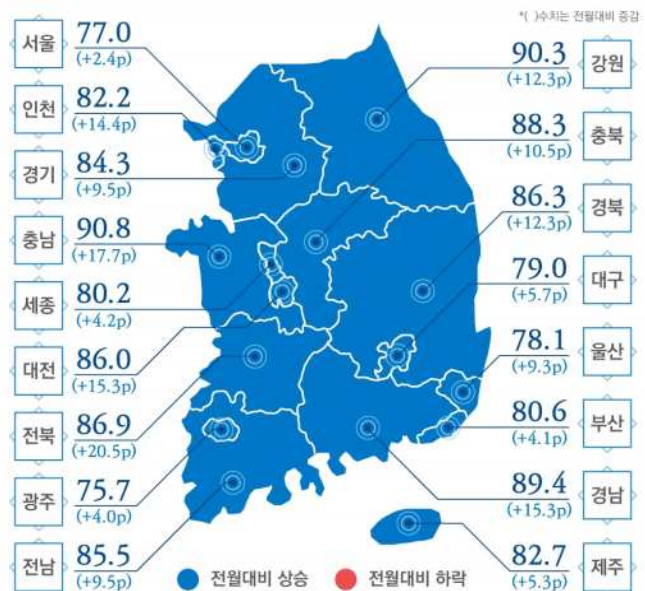 *( )수치는 전월대비 증감
서울 77.0
(+2.4p)
인천 82.2
(+14.4p)
경기 84.3
(+9.5p)
충남 90.8
(+17.7p)
세종 80.2
(+4.2p)
대전 86.0
(+15.3p)
전북 86.9
(+20.5p)
광주 75.7
(+4.0p)
전남 85.5
(+9.5p)
90.3 강원
(+12.3p)
88.3 충북
(+10.5p)
86.3 경북
(+12.3p)
79.0 대구
(+5.7p)
78.1 울산
(+9.3p)
80.6 부산
(+4.1p)
89.4 경남
(+15.3p)
82.7 제주
(+5.3p)
전월대비 상승 전월대비 하락